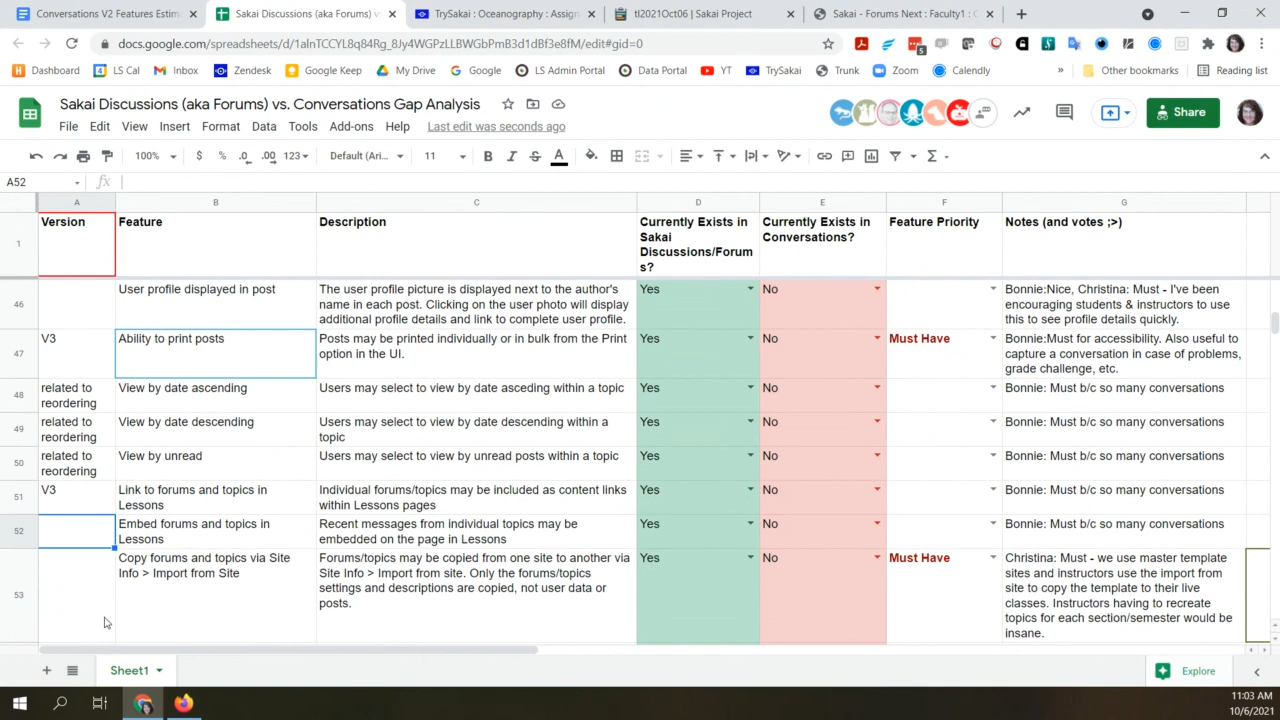 Conversations V2 Features Estim
Sakai Discussions (aka Forums) v
TrySakai : Oceanography : Assign
tl2021Oct06 | Sakai Project
Sakai - Forums Next : Faculty1 : C
docs.google.com/spreadsheets/d/1alnTCCYL8q84Rg_8Jy4WGPzLLBWGbPmB3d1dBf3e8fM/edit#gid=0
Dashboard
LS Cal
Inbox
Zendesk
Google Keep
My Drive
Google
LS Admin Portal
Data Portal
YT
TrySakai
Trunk
Zoom
Calendly
»
Other bookmarks
Reading list
Sakai Discussions (aka Forums) vs. Conversations Gap Analysis
File Edit View Insert Format Data Tools Add-ons Help Last edit was seconds ago
Share
100% $ % .0 .00 123 Default (Ari... 11 B I S A
A52 fx
A B C D E F G
1
Version
Feature
Description
Currently Exists in
Sakai
Discussions/Forum
s?
Currently Exists in
Conversations?
Feature Priority
Notes (and votes ;>)
46
User profile displayed in post
The user profile picture is displayed next to the author's
name in each post. Clicking on the user photo will display
additional profile details and link to complete user profile.
Yes
No
Bonnie:Nice, Christina: Must - I've been
encouraging students & instructors to use
this to see profile details quickly.
47
V3
Ability to print posts
Posts may be printed individually or in bulk from the Print
option in the UI.
Yes
No
Must Have
Bonnie:Must for accessibility. Also useful to
capture a conversation in case of problems,
grade challenge, etc.
48
related to
reordering
View by date ascending
Users may select to view by date asceding within a topic
Yes
No
Bonnie: Must b/c so many conversations
49
related to
reordering
View by date descending
Users may select to view by date descending within a
topic
Yes
No
Bonnie: Must b/c so many conversations
50
related to
reordering
View by unread
Users may select to view by unread posts within a topic
Yes
No
Bonnie: Must b/c so many conversations
51
V3
Link to forums and topics in
Lessons
Individual forums/topics may be included as content links
within Lessons pages
Yes
No
Bonnie: Must b/c so many conversations
52
Embed forums and topics in
Lessons
Recent messages from individual topics may be
embedded on the page in Lessons
Yes
No
Bonnie: Must b/c so many conversations
53
Copy forums and topics via Site
Info > Import from Site
Forums/topics may be copied from one site to another via
Site Info > Import from site. Only the forums/topics
settings and descriptions are copied, not user data or
posts.
Yes
No
Must Have
Christina: Must - we use master template
sites and instructors use the import from
site to copy the template to their live
classes. Instructors having to recreate
topics for each section/semester would be
insane.
Sheet1
Explore
11:03 AM
10/6/2021